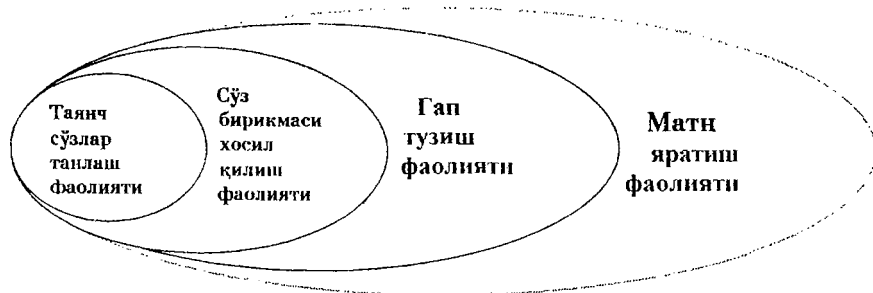 Таянч
сўзлар
танлаш
фаолияти
Сўз
бирикмаси
хосил
қилиш
фаолияти
Гап
тузиш
фаолияти
Матн
яратиш
фаолияти